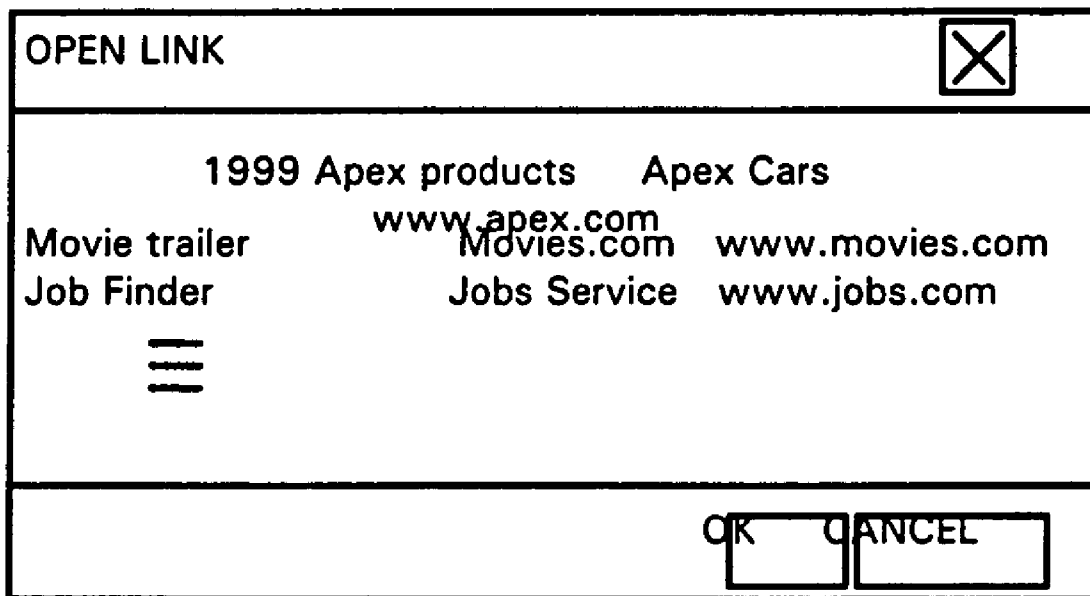 OPEN LINK
1999 Apex products Apex Cars
www.apex.com
Movie trailer Movies.com www.movies.com
Job Finder Jobs Service www.jobs.com
OK CANCEL